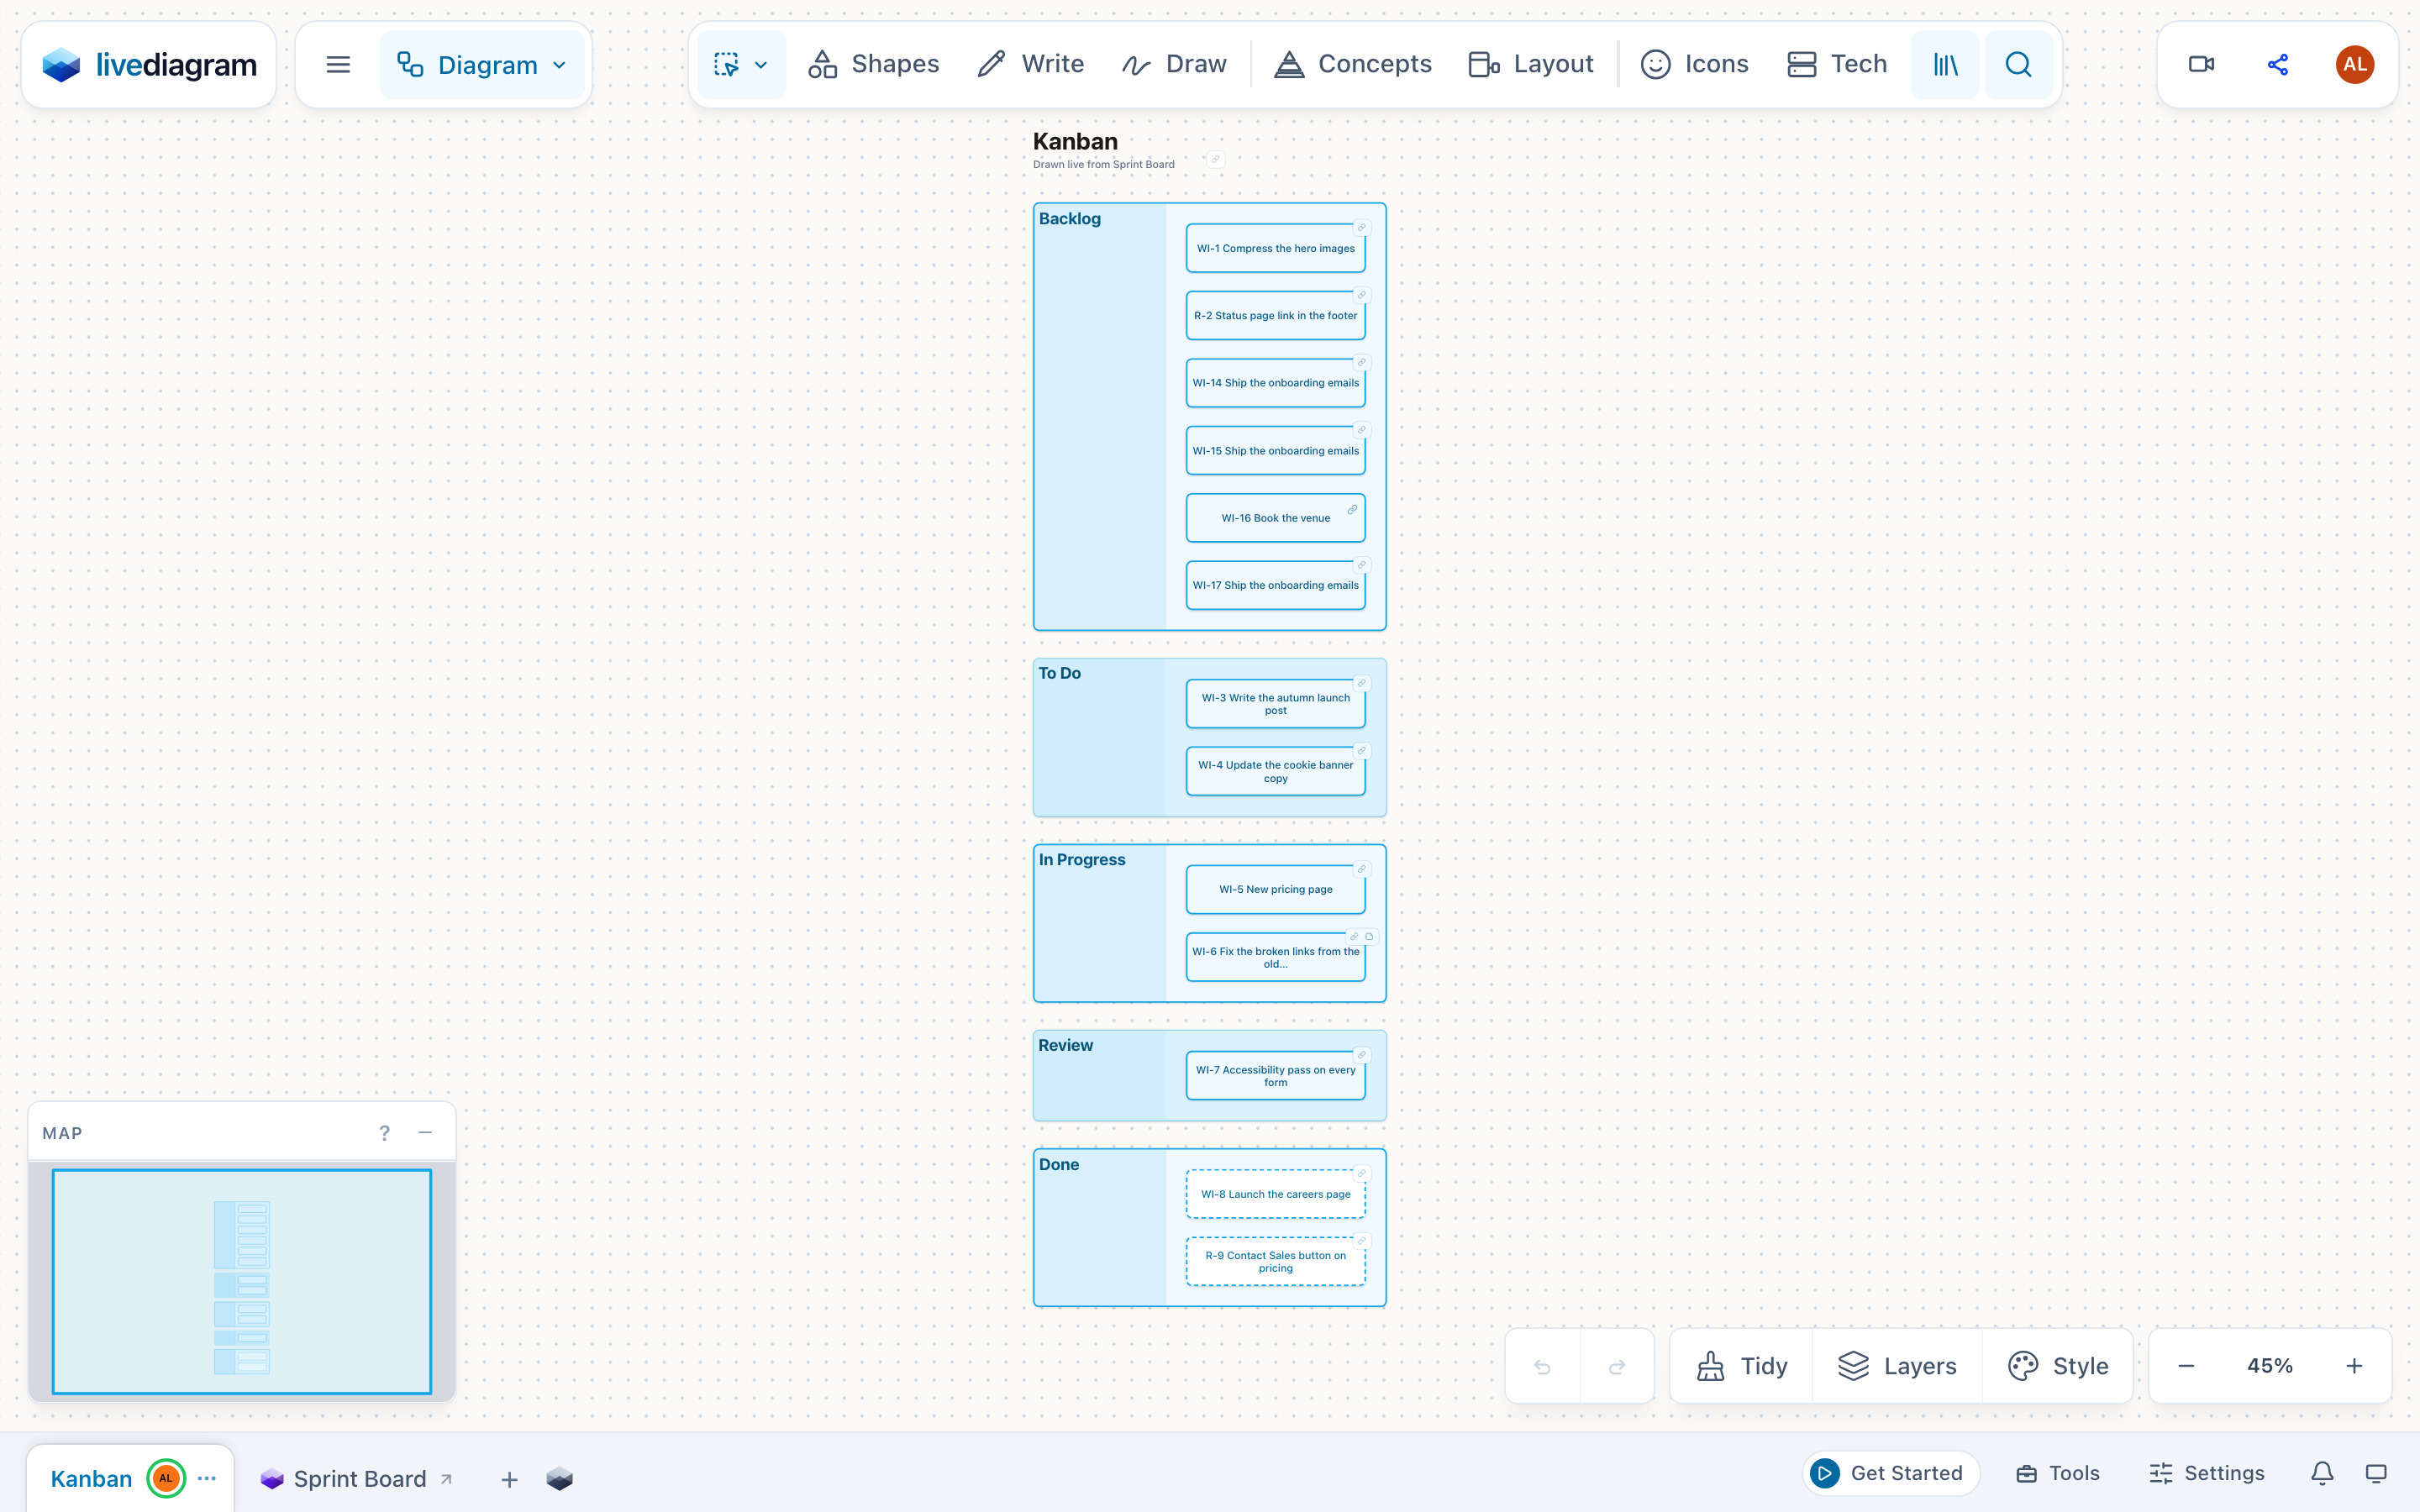 livediagram
Diagram
Shapes
Write
Draw
Concepts
Layout
Icons
Tech
AL
Kanban
Drawn live from Sprint Board
Backlog
WI-1 Compress the hero images
R-2 Status page link in the footer
WI-14 Ship the onboarding emails
WI-15 Ship the onboarding emails
WI-16 Book the venue
WI-17 Ship the onboarding emails
To Do
WI-3 Write the autumn launch
post
WI-4 Update the cookie banner
copy
In Progress
WI-5 New pricing page
WI-6 Fix the broken links from the
old...
Review
WI-7 Accessibility pass on every
form
Done
WI-8 Launch the careers page
R-9 Contact Sales button on
pricing
MAP
?
Tidy
Layers
Style
45%
Kanban
AL
Sprint Board
Get Started
Tools
Settings